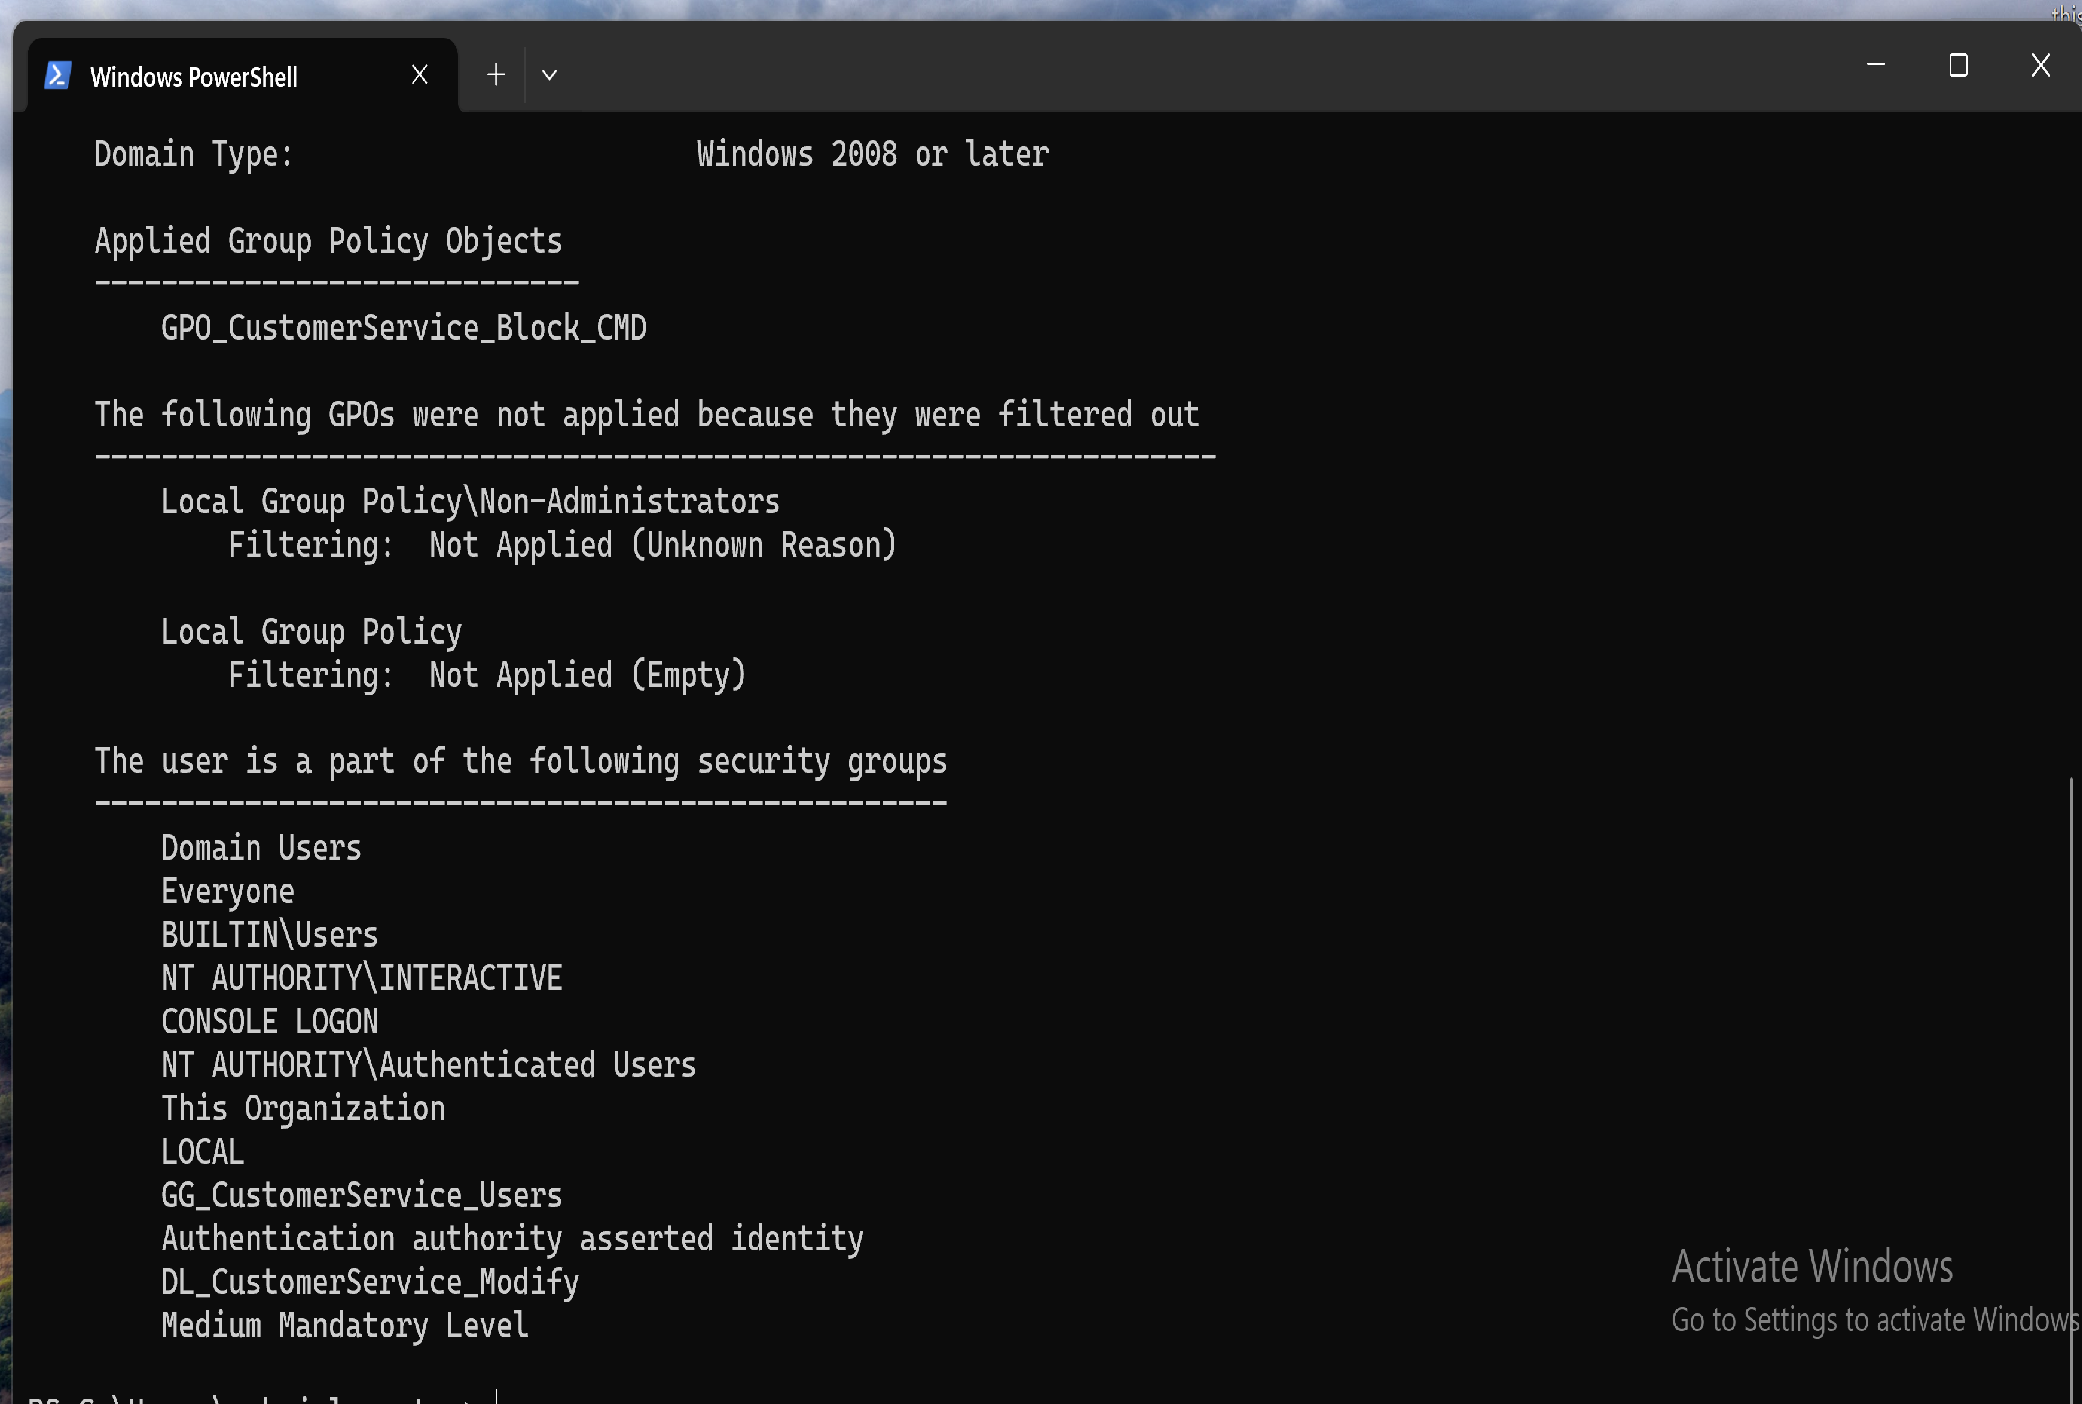 this
Windows PowerShell
Domain Type:                        Windows 2008 or later
Applied Group Policy Objects
-----------------------------
GPO_CustomerService_Block_CMD
The following GPOs were not applied because they were filtered out
-------------------------------------------------------------------
Local Group Policy\Non-Administrators
Filtering:  Not Applied (Unknown Reason)
Local Group Policy
Filtering:  Not Applied (Empty)
The user is a part of the following security groups
---------------------------------------------------
Domain Users
Everyone
BUILTIN\Users
NT AUTHORITY\INTERACTIVE
CONSOLE LOGON
NT AUTHORITY\Authenticated Users
This Organization
LOCAL
GG_CustomerService_Users
Authentication authority asserted identity
DL_CustomerService_Modify
Medium Mandatory Level
Activate Windows
Go to Settings to activate Windows